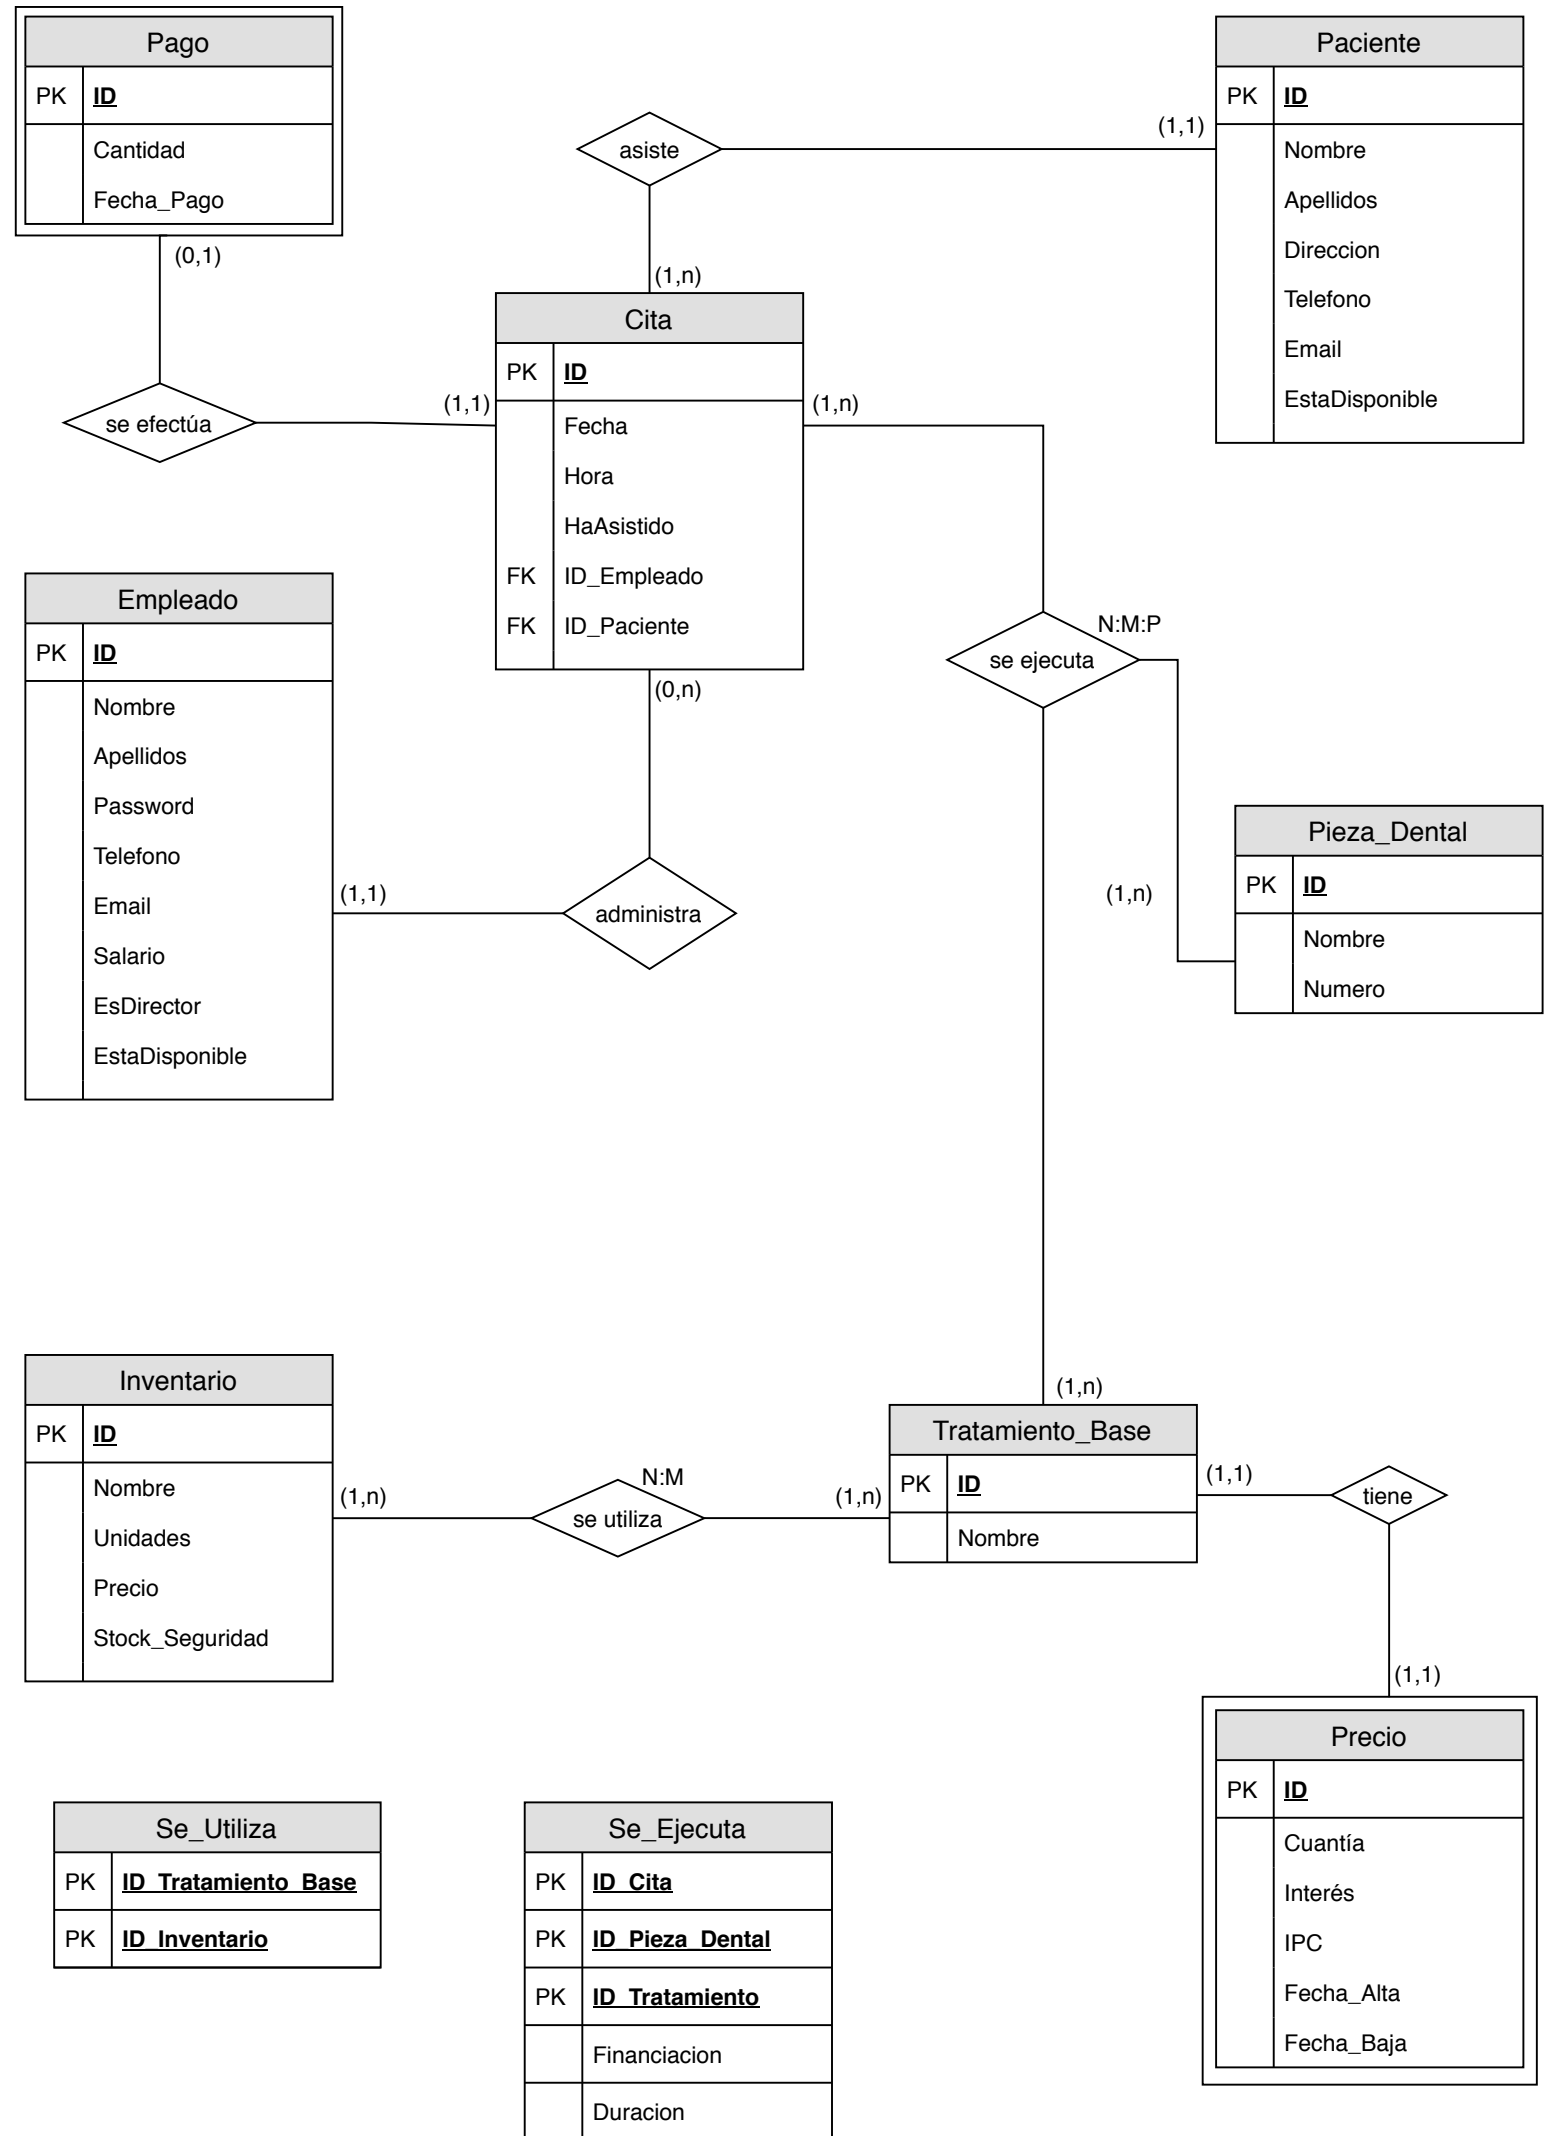 Pago
PK ID
Cantidad
Fecha_Pago
(0,1)
se efectúa
(1,1)
asiste
(1,1)
(1,n)
Paciente
PK ID
Nombre
Apellidos
Direccion
Telefono
Email
EstaDisponible
Cita
PK ID
Fecha
Hora
HaAsistido
FK ID_Empleado
FK ID_Paciente
(1,n)
(0,n)
N:M:P
se ejecuta
Empleado
PK ID
Nombre
Apellidos
Password
Telefono
Email
Salario
EsDirector
EstaDisponible
(1,1)
administra
(1,n)
Pieza_Dental
PK ID
Nombre
Numero
Inventario
PK ID
Nombre
Unidades
Precio
Stock_Seguridad
(1,n)
N:M
se utiliza
(1,n)
(1,n)
Tratamiento_Base
PK ID
Nombre
(1,1)
tiene
(1,1)
Precio
PK ID
Cuantía
Interés
IPC
Fecha_Alta
Fecha_Baja
Se_Utiliza
PK ID_Tratamiento_Base
PK ID_Inventario
Se_Ejecuta
PK ID_Cita
PK ID_Pieza_Dental
PK ID_Tratamiento
Financiacion
Duracion